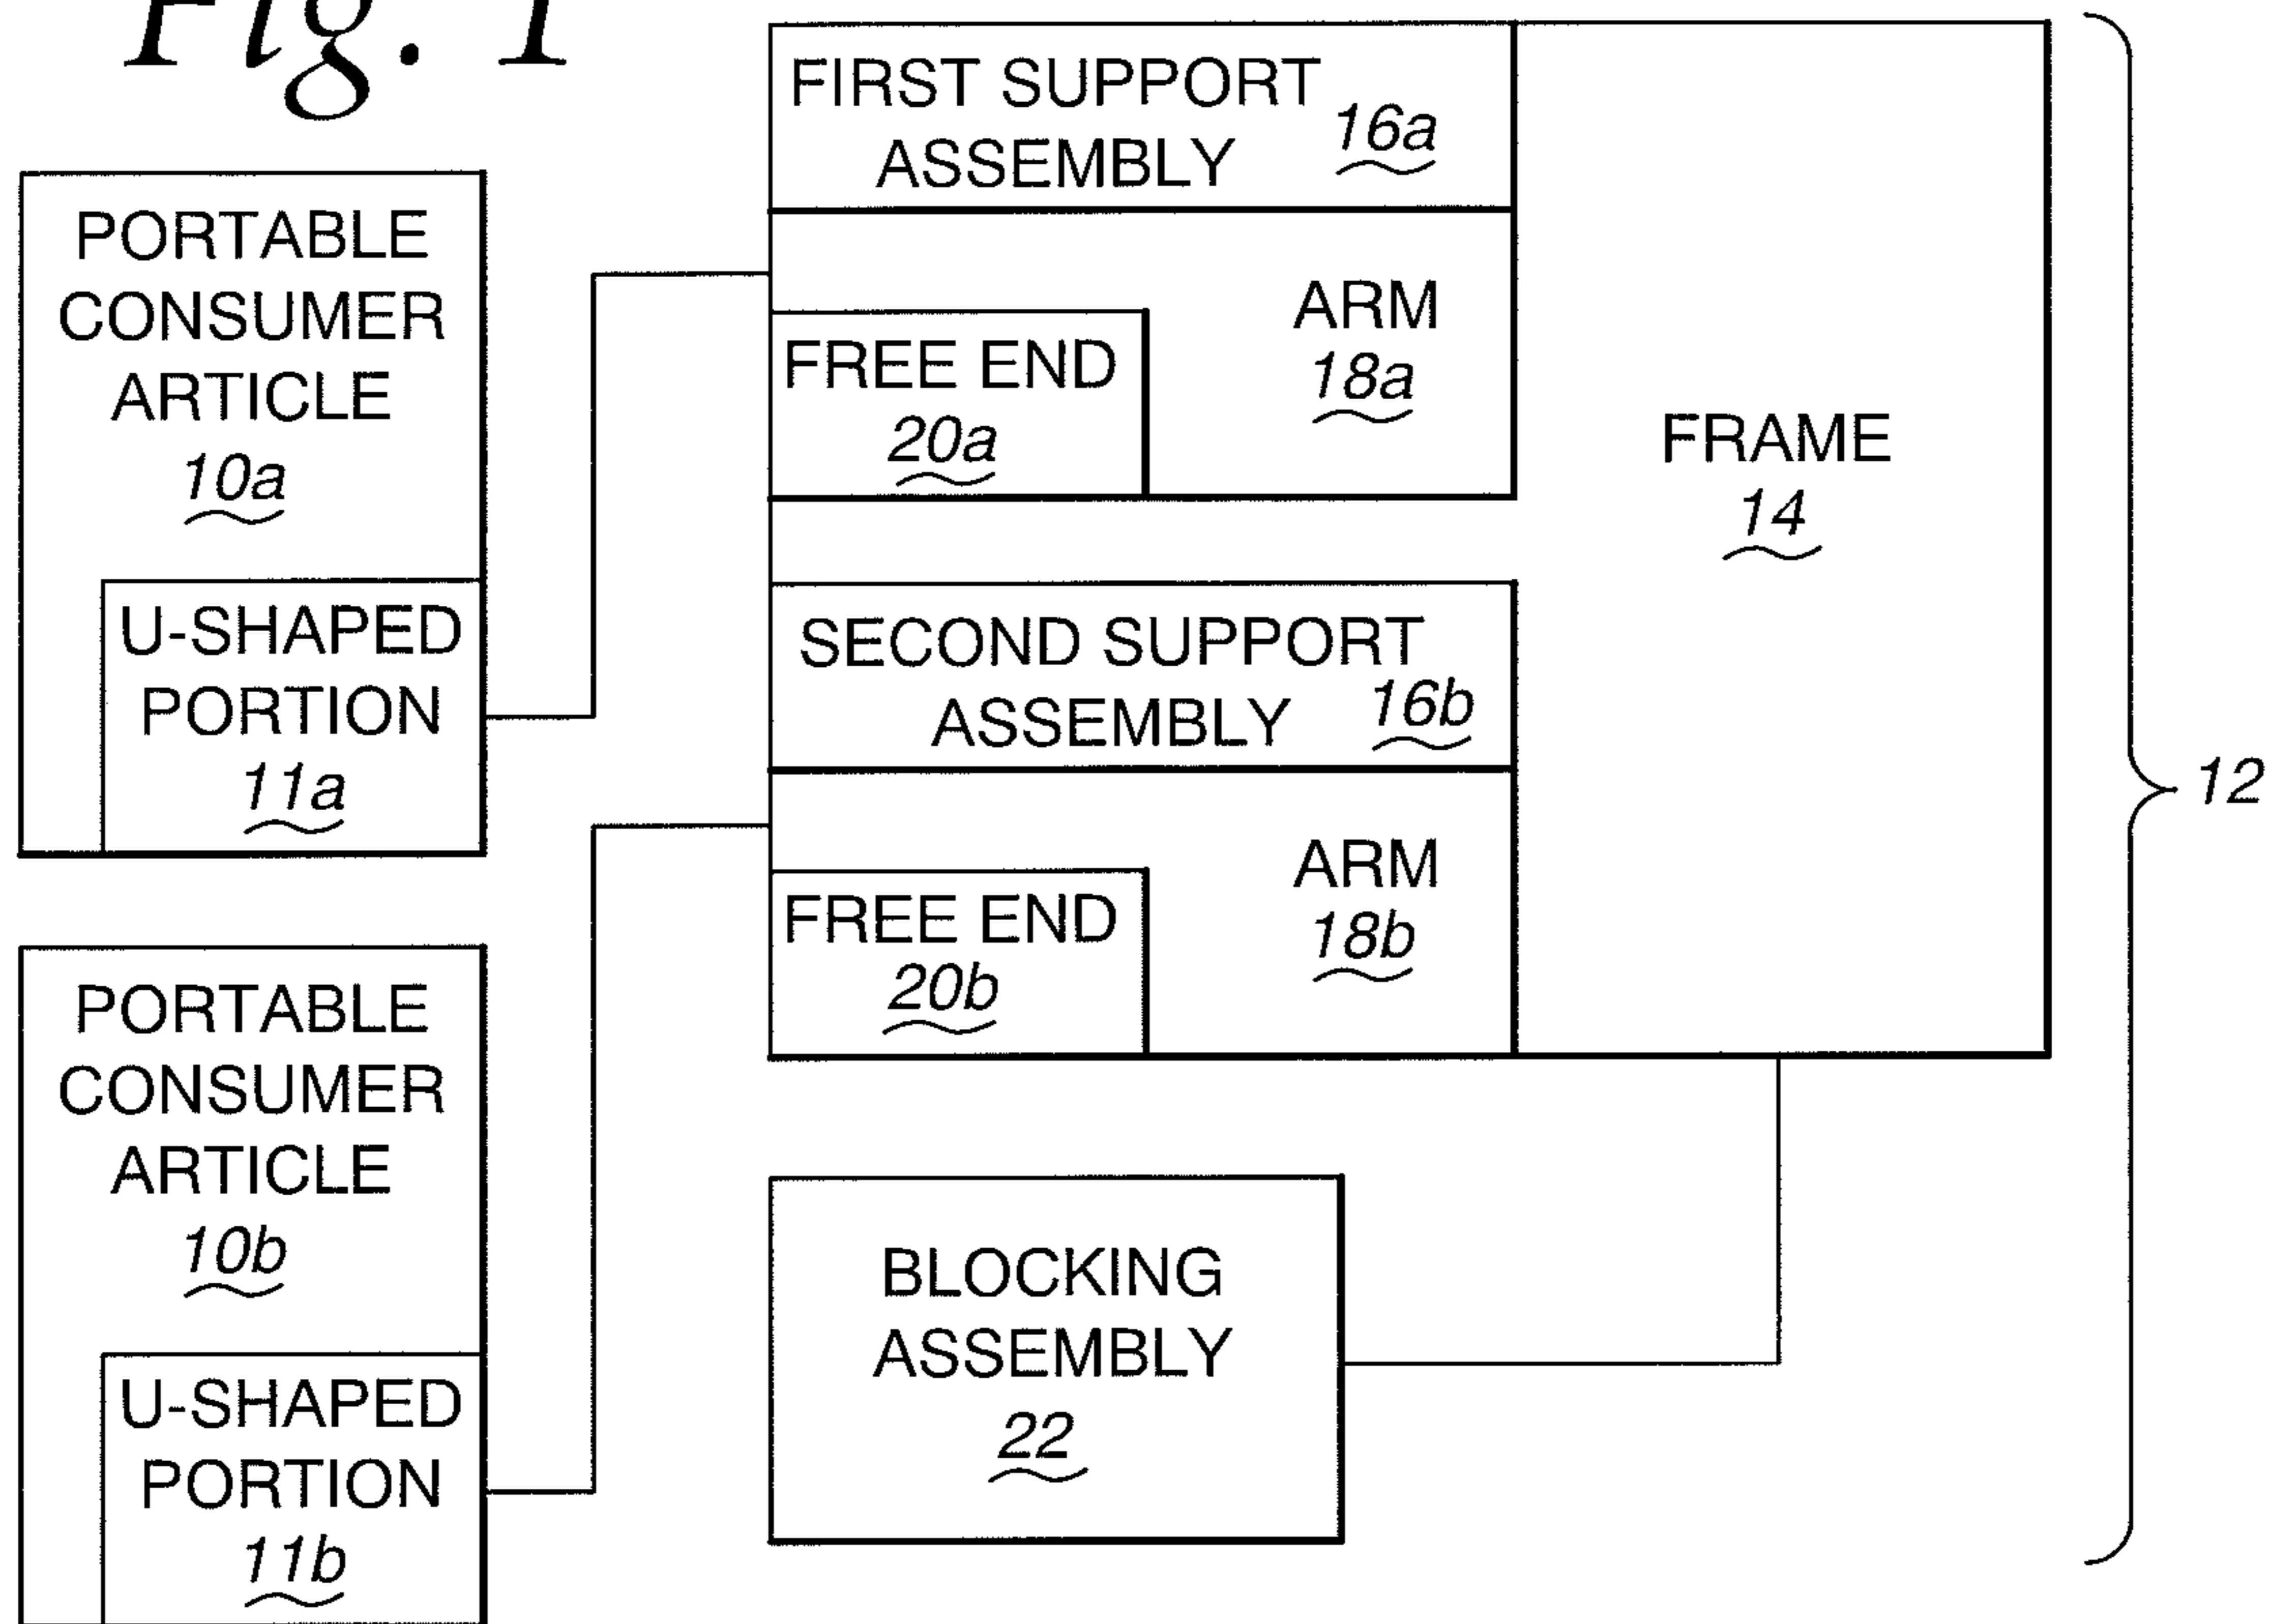 Fig. 1
PORTABLE
CONSUMER
ARTICLE
10a
U-SHAPED
PORTION
11a
PORTABLE
CONSUMER
ARTICLE
10b
U-SHAPED
PORTION
11b
FIRST SUPPORT
ASSEMBLY 16a
ARM
18a
FREE END
20a
SECOND SUPPORT
ASSEMBLY 16b
ARM
18b
FREE END
20b
FRAME
14
BLOCKING
ASSEMBLY
22
12